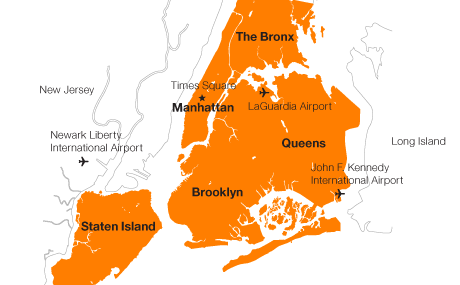 The Bronx
New Jersey
Times Square
Manhattan
LaGuardia Airport
Newark Liberty
International Airport
Queens
Long Island
John F. Kennedy
International Airport
Brooklyn
Staten Island